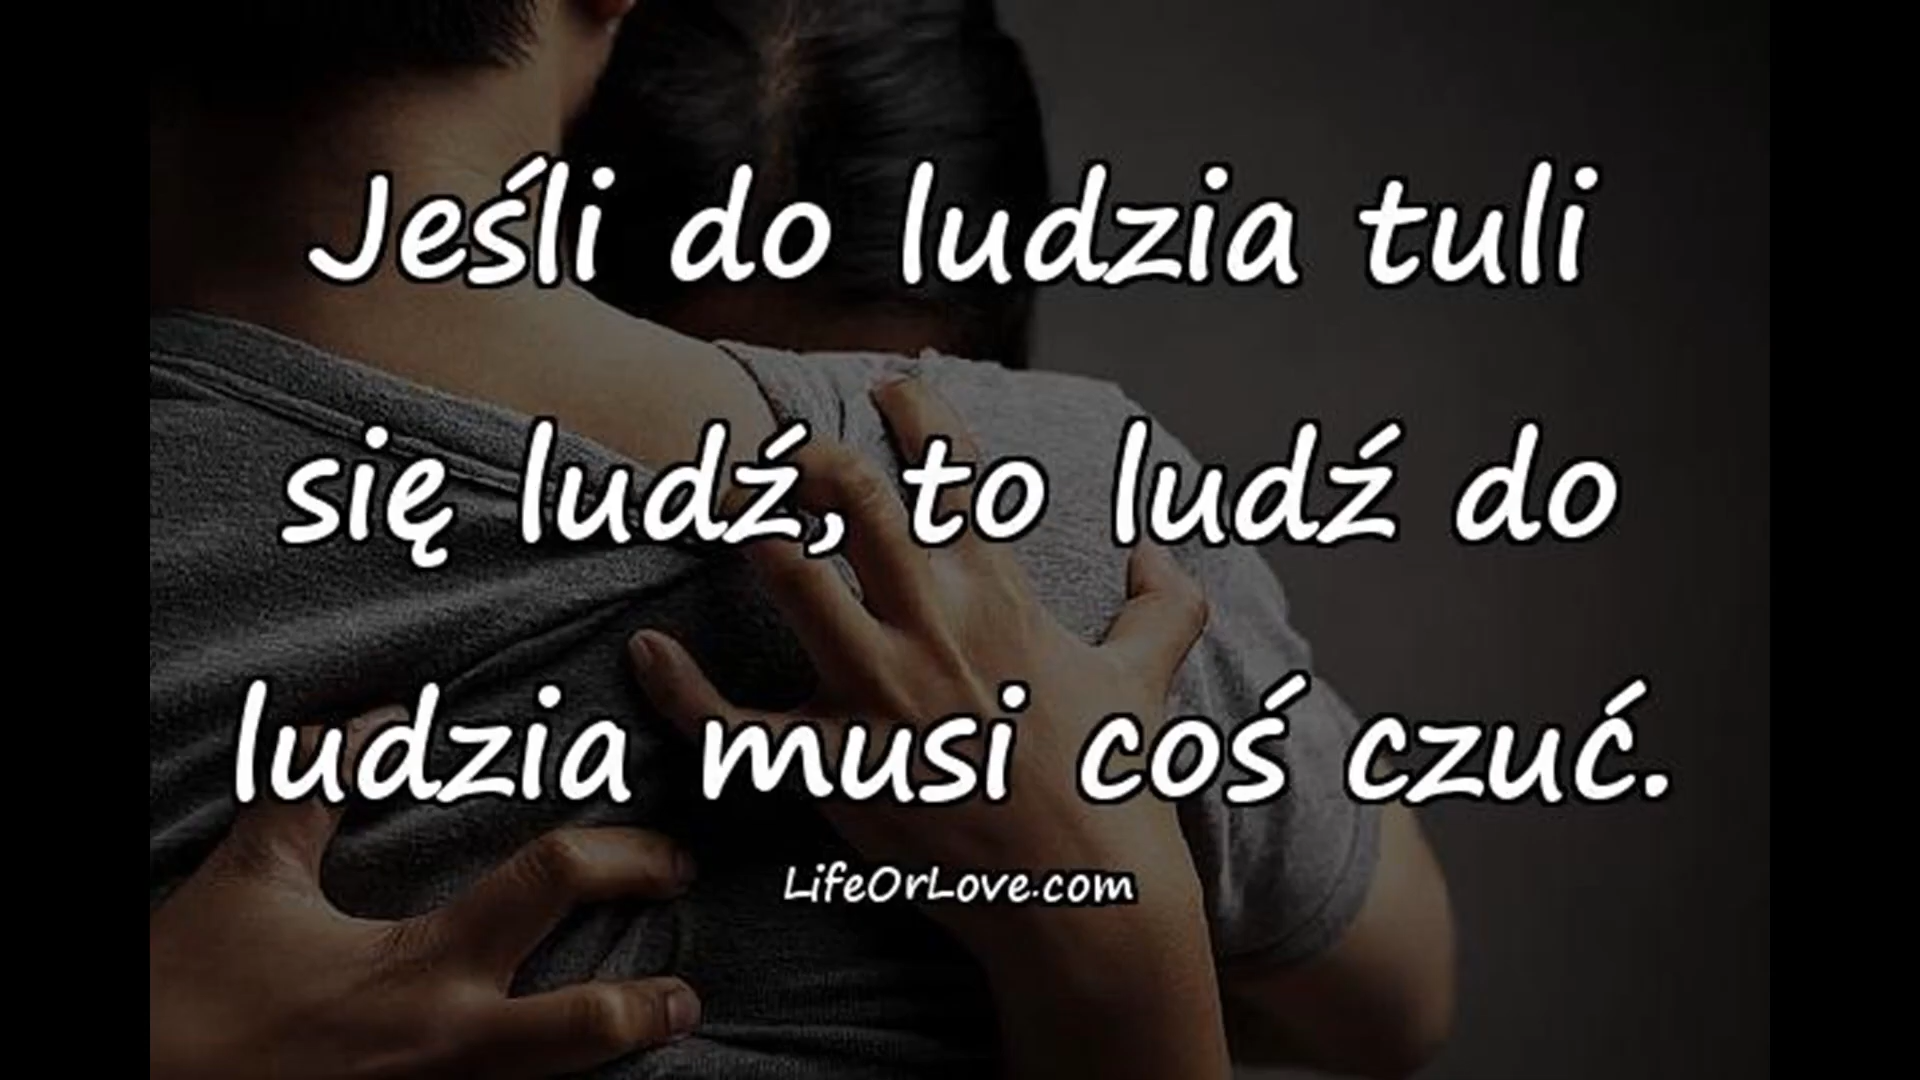 Jeśli do ludzia tuli
się ludź, to ludź do
ludzia musi coś czuć.
LifeOrLove.com